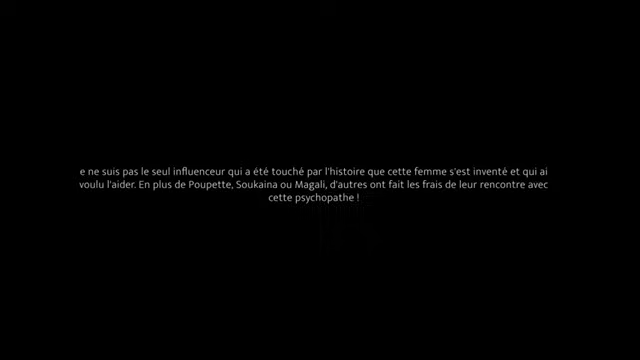 e ne suis pas le seul influenceur qui a été touché par l'histoire que cette femme s'est inventé et qui ai
voulu l'aider. En plus de Poupette, Soukaina ou Magali, d'autres ont fait les frais de leur rencontre avec
cette psychopathe !